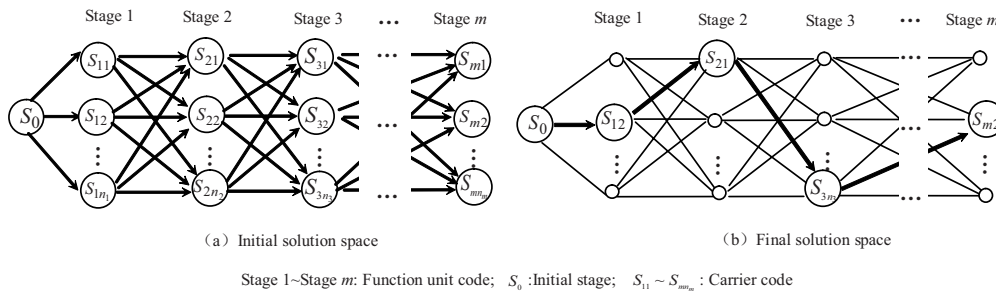 Stage 1 Stage 2 Stage 3 ... Stage m
S11 S21 S31 Sm1
S0 S12 S22 S32 Sm2
S1n1 S2n2 S3n3 ... Smnm
(a) Initial solution space
Stage 1 Stage 2 Stage 3 ... Stage m
S21
S0 S12 Sm2
S3n3 ...
(b) Final solution space
Stage 1~Stage m: Function unit code; S0 :Initial stage; S11 ~ Smnm : Carrier code